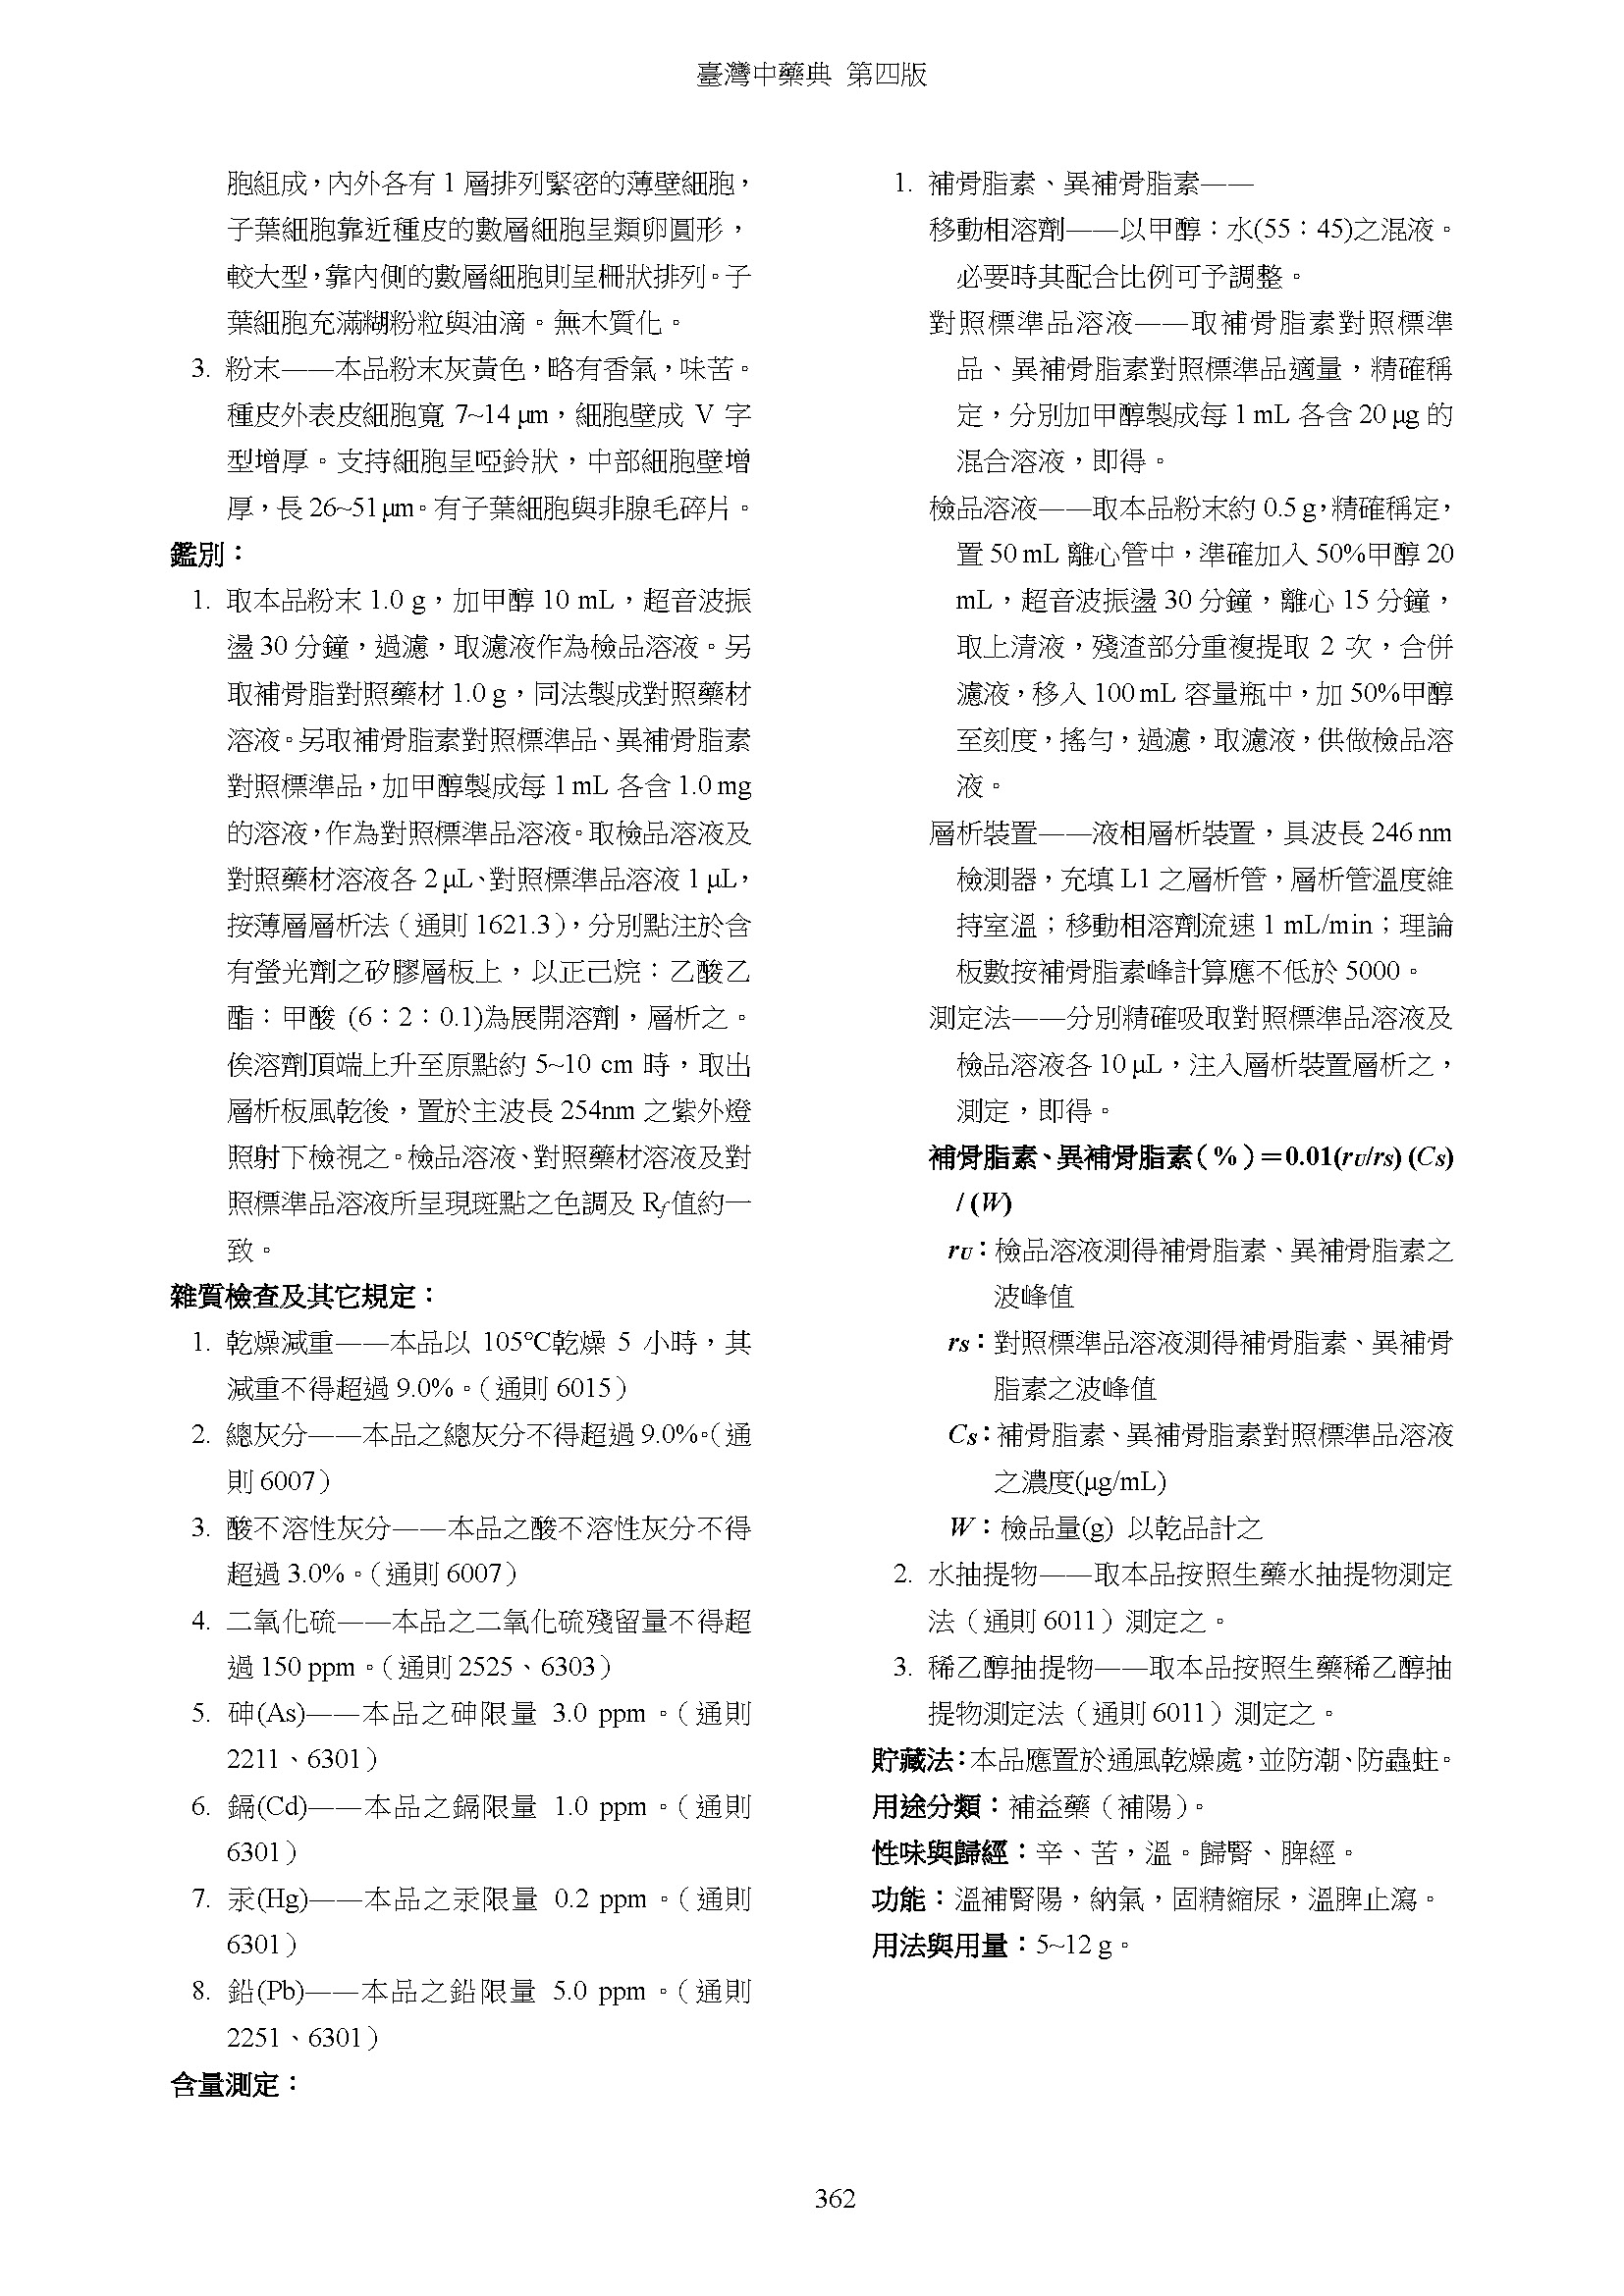 臺灣中藥典 第四版
胞組成，內外各有 1 層排列緊密的薄壁細胞，
子葉細胞靠近種皮的數層細胞呈類卵圓形，
較大型，靠內側的數層細胞則呈柵狀排列。子
葉細胞充滿糊粉粒與油滴。無木質化。
3. 粉末——本品粉末灰黃色，略有香氣，味苦。
種皮外表皮細胞寬 7~14 μm，細胞壁成 V 字
型增厚。支持細胞呈啞鈴狀，中部細胞壁增
厚，長 26~51 μm。有子葉細胞與非腺毛碎片。
鑑別：
1. 取本品粉末 1.0 g，加甲醇 10 mL，超音波振
盪 30 分鐘，過濾，取濾液作為檢品溶液。另
取補骨脂對照藥材 1.0 g，同法製成對照藥材
溶液。另取補骨脂素對照標準品、異補骨脂素
對照標準品，加甲醇製成每 1 mL 各含 1.0 mg
的溶液，作為對照標準品溶液。取檢品溶液及
對照藥材溶液各 2 μL、對照標準品溶液 1 μL，
按薄層層析法（通則 1621.3），分別點注於含
有螢光劑之矽膠層板上，以正己烷：乙酸乙
酯：甲酸 (6：2：0.1)為展開溶劑，層析之。
俟溶劑頂端上升至原點約 5~10 cm 時，取出
層析板風乾後，置於主波長 254nm 之紫外燈
照射下檢視之。檢品溶液、對照藥材溶液及對
照標準品溶液所呈現斑點之色調及 Rf 值約一
致。
雜質檢查及其它規定：
1. 乾燥減重——本品以 105℃乾燥 5 小時，其
減重不得超過 9.0%。（通則 6015）
2. 總灰分——本品之總灰分不得超過 9.0%。（通
則 6007）
3. 酸不溶性灰分——本品之酸不溶性灰分不得
超過 3.0%。（通則 6007）
4. 二氧化硫——本品之二氧化硫殘留量不得超
過 150 ppm。（通則 2525、6303）
5. 砷(As)——本品之砷限量 3.0 ppm。（通則
2211、6301）
6. 鎘(Cd)——本品之鎘限量 1.0 ppm。（通則
6301）
7. 汞(Hg)——本品之汞限量 0.2 ppm。（通則
6301）
8. 鉛(Pb)——本品之鉛限量 5.0 ppm。（通則
2251、6301）
含量測定：
1. 補骨脂素、異補骨脂素——
移動相溶劑——以甲醇：水(55：45)之混液。
必要時其配合比例可予調整。
對照標準品溶液——取補骨脂素對照標準
品、異補骨脂素對照標準品適量，精確稱
定，分別加甲醇製成每 1 mL 各含 20 μg 的
混合溶液，即得。
檢品溶液——取本品粉末約 0.5 g，精確稱定，
置 50 mL 離心管中，準確加入 50%甲醇 20
mL，超音波振盪 30 分鐘，離心 15 分鐘，
取上清液，殘渣部分重複提取 2 次，合併
濾液，移入 100 mL 容量瓶中，加 50%甲醇
至刻度，搖勻，過濾，取濾液，供做檢品溶
液。
層析裝置——液相層析裝置，具波長 246 nm
檢測器，充填 L1 之層析管，層析管溫度維
持室溫；移動相溶劑流速 1 mL/min；理論
板數按補骨脂素峰計算應不低於 5000。
測定法——分別精確吸取對照標準品溶液及
檢品溶液各 10 μL，注入層析裝置層析之，
測定，即得。
補骨脂素、異補骨脂素（%）＝0.01(rU/rS) (CS)
/ (W)
rU：檢品溶液測得補骨脂素、異補骨脂素之
波峰值
rS：對照標準品溶液測得補骨脂素、異補骨
脂素之波峰值
CS：補骨脂素、異補骨脂素對照標準品溶液
之濃度(μg/mL)
W：檢品量(g) 以乾品計之
2. 水抽提物——取本品按照生藥水抽提物測定
法（通則 6011）測定之。
3. 稀乙醇抽提物——取本品按照生藥稀乙醇抽
提物測定法（通則 6011）測定之。
貯藏法：本品應置於通風乾燥處，並防潮、防蟲蛀。
用途分類：補益藥（補陽）。
性味與歸經：辛、苦，溫。歸腎、脾經。
功能：溫補腎陽，納氣，固精縮尿，溫脾止瀉。
用法與用量：5~12 g。
362